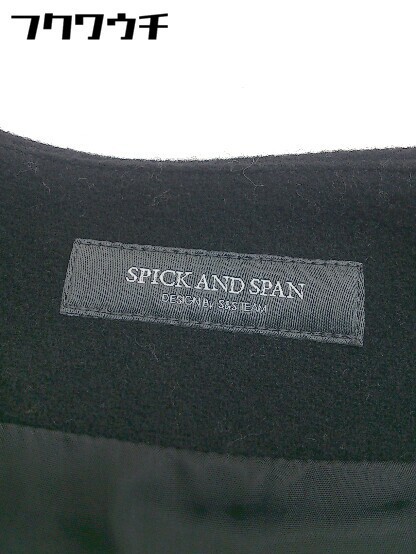 フクワウチ
SPICK AND SPAN
DESIGN by S&S TEAM